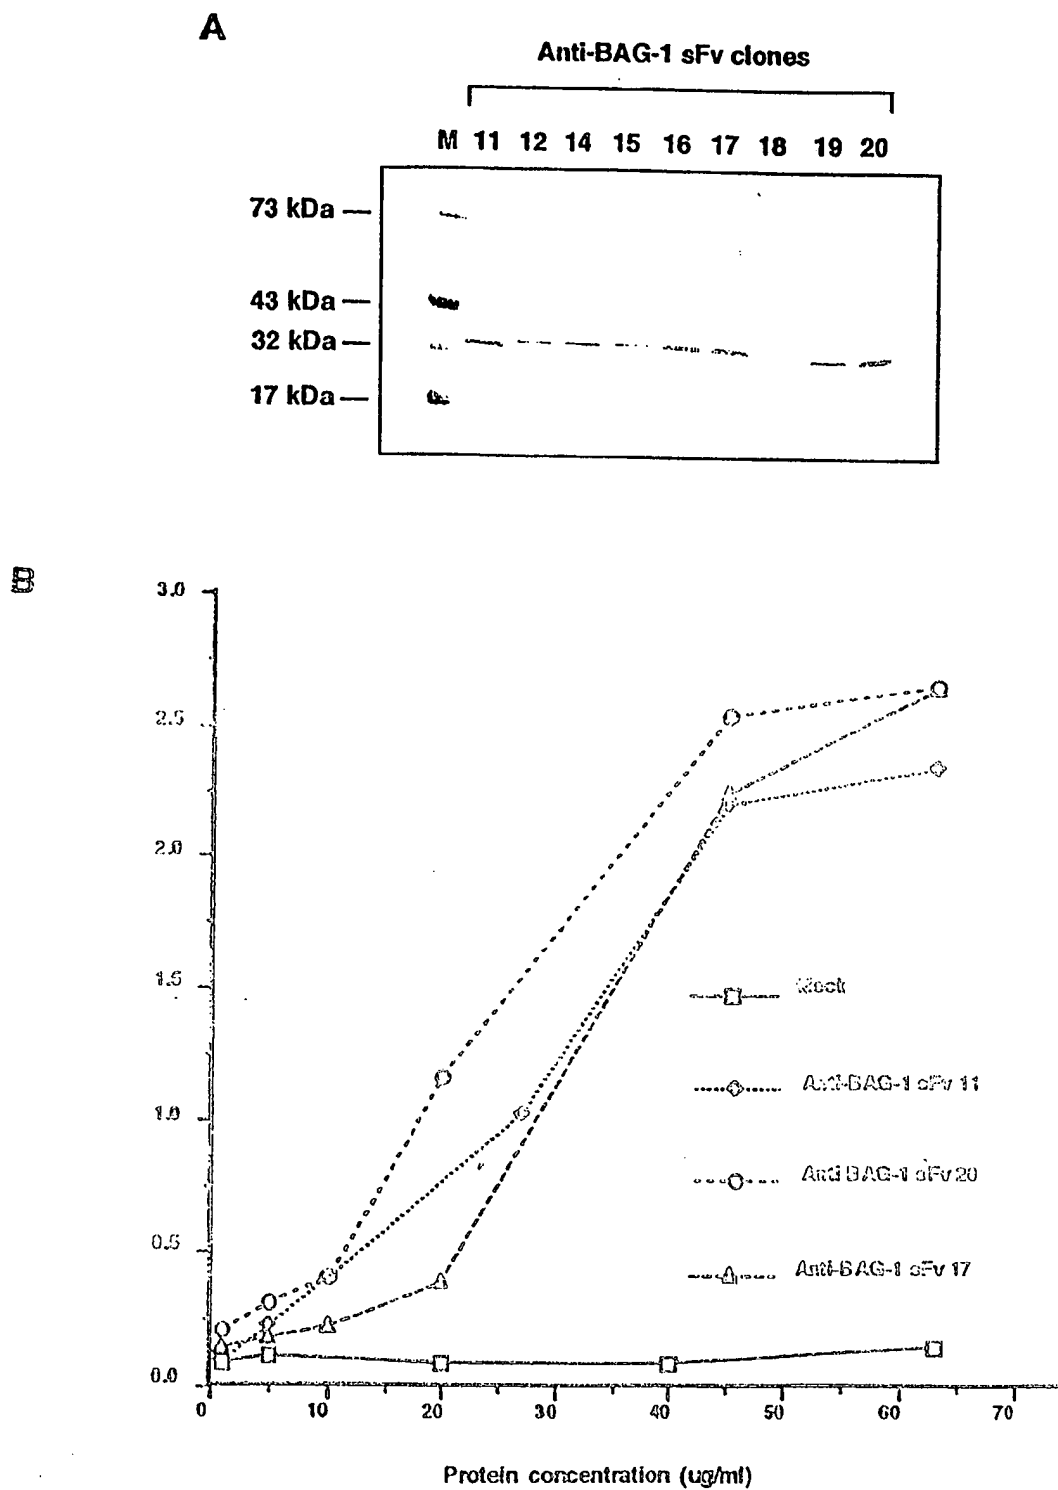 A
Anti-BAG-1 sFv clones
M 11 12 14 15 16 17 18 19 20
73 kDa
43 kDa
32 kDa
17 kDa
B
3.0
2.5
2.0
1.5
1.0
0.5
0.0
Mock
Anti-BAG-1 sFv 11
Anti BAG-1 sFv 20
Anti-BAG-1 sFv 17
0 10 20 30 40 50 60 70
Protein concentration (ug/ml)